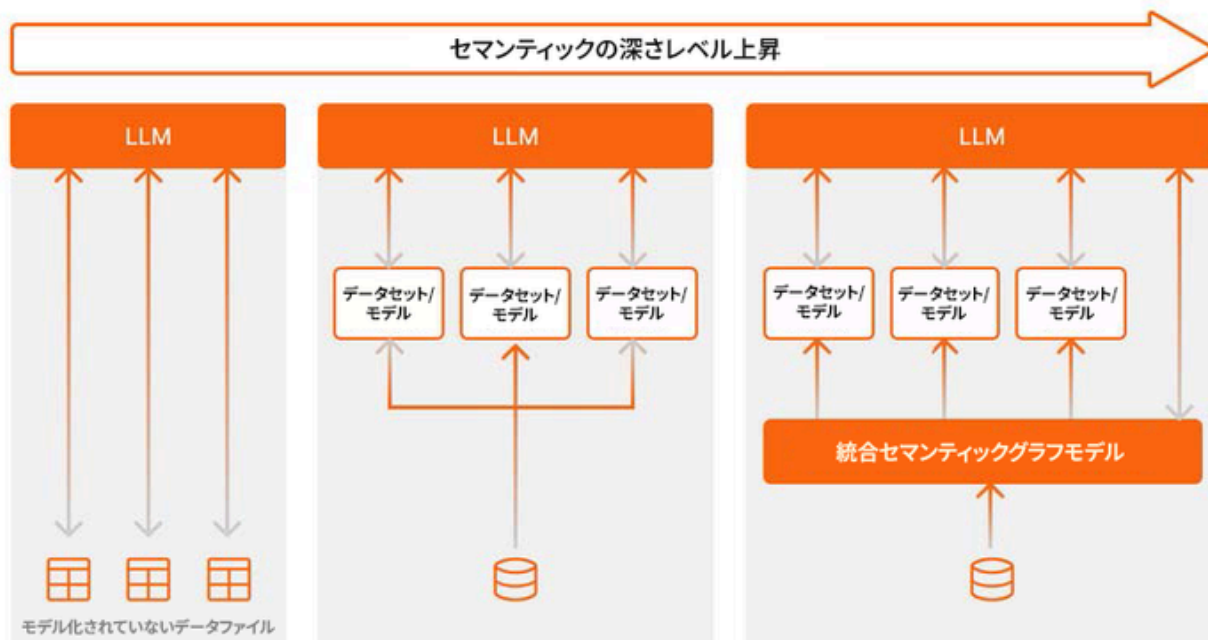 セマンティックの深さレベル上昇
LLM
モデル化されていないデータファイル
LLM
データセット/
モデル
データセット/
モデル
データセット/
モデル
LLM
データセット/
モデル
データセット/
モデル
データセット/
モデル
統合セマンティックグラフモデル